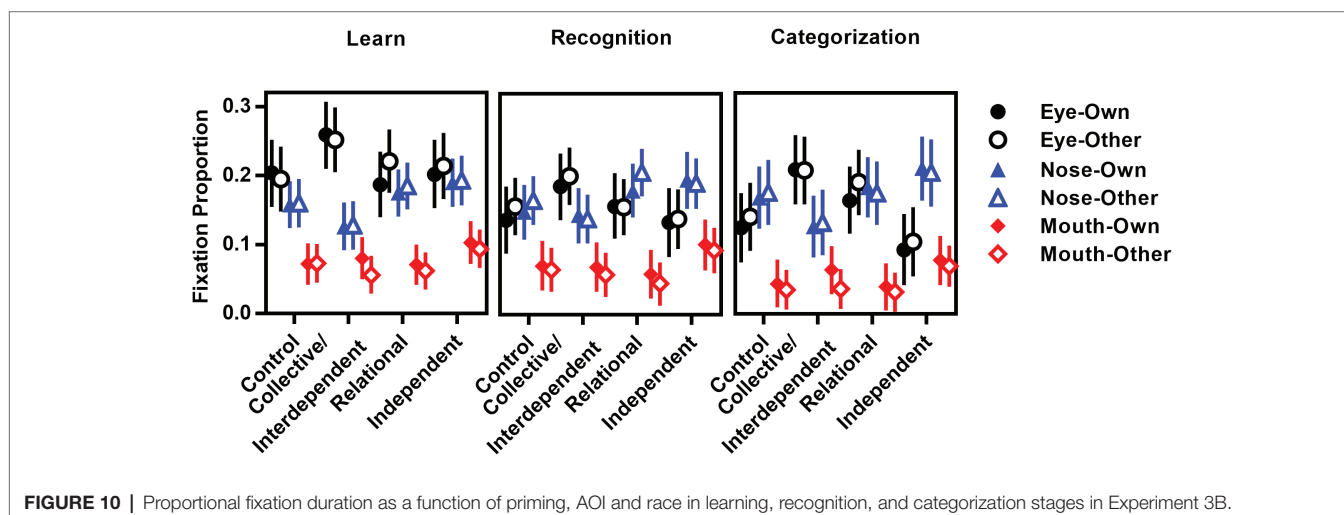 Learn
Recognition
Categorization
Fixation Proportion
0.3
0.2
0.1
0.0
Control
Collective/
Interdependent
Relational
Independent
Control
Collective/
Interdependent
Relational
Independent
Control
Collective/
Interdependent
Relational
Independent
Eye-Own
Eye-Other
Nose-Own
Nose-Other
Mouth-Own
Mouth-Other
FIGURE 10 | Proportional fixation duration as a function of priming, AOI and race in learning, recognition, and categorization stages in Experiment 3B.